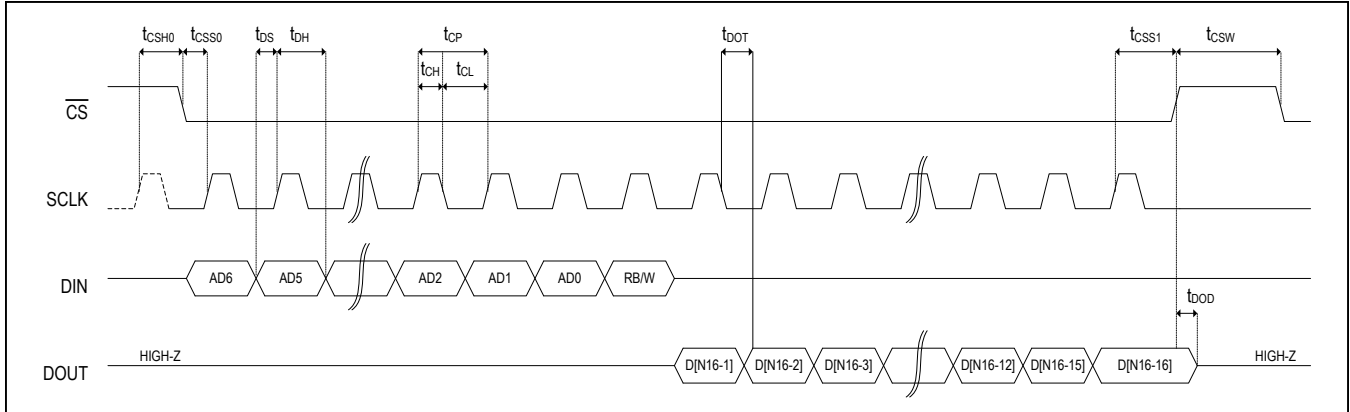 tCSH0 tCSS0 tDS tDH tCP tDOT tCSS1 tCSW
tCH tCL
CS
SCLK
DIN AD6 AD5 AD2 AD1 AD0 RB/W
tDOD
DOUT HIGH-Z D[N16-1] D[N16-2] D[N16-3] D[N16-12] D[N16-15] D[N16-16] HIGH-Z